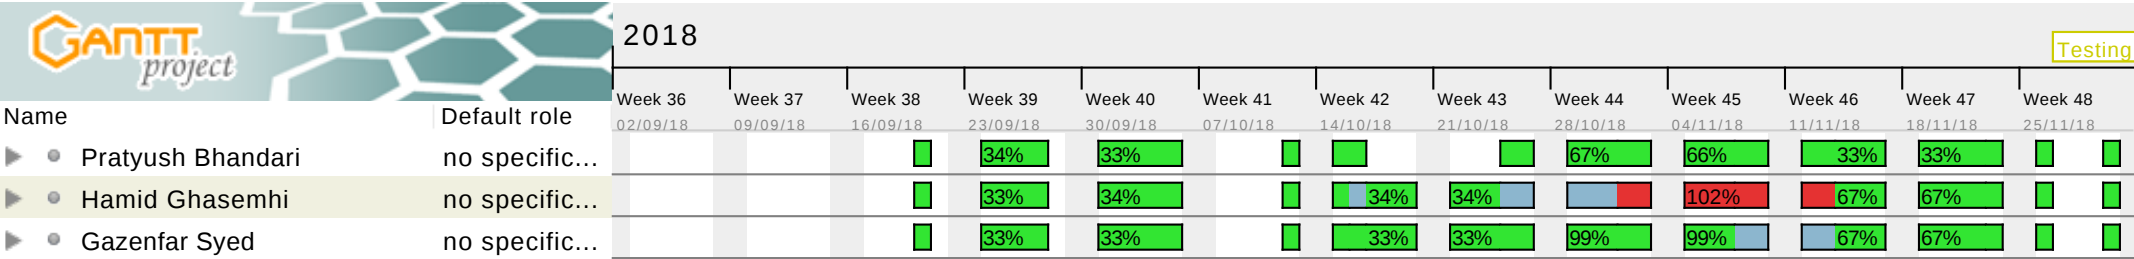 GANTT
project
2018
Testing
Week 36 Week 37 Week 38 Week 39 Week 40 Week 41 Week 42 Week 43 Week 44 Week 45 Week 46 Week 47 Week 48
02/09/18 09/09/18 16/09/18 23/09/18 30/09/18 07/10/18 14/10/18 21/10/18 28/10/18 04/11/18 11/11/18 18/11/18 25/11/18
Name Default role
Pratyush Bhandari no specific... 34% 33% 67% 66% 33% 33%
Hamid Ghasemhi no specific... 33% 34% 34% 34% 102% 67% 67%
Gazenfar Syed no specific... 33% 33% 33% 33% 99% 99% 67% 67%